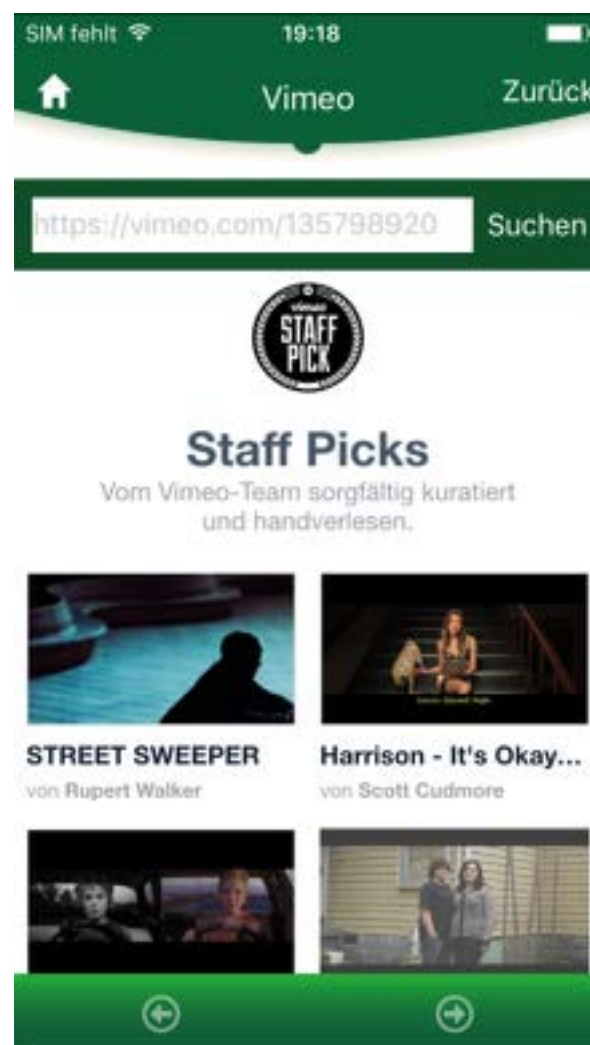 SIM fehlt 19:18
Vimeo Zurück
https://vimeo.com/135798920 Suchen
vimeo
STAFF
PICK
Staff Picks
Vom Vimeo-Team sorgfältig kuratiert
und handverlesen.
STREET SWEEPER Harrison - It's Okay...
von Rupert Walker von Scott Cudmore